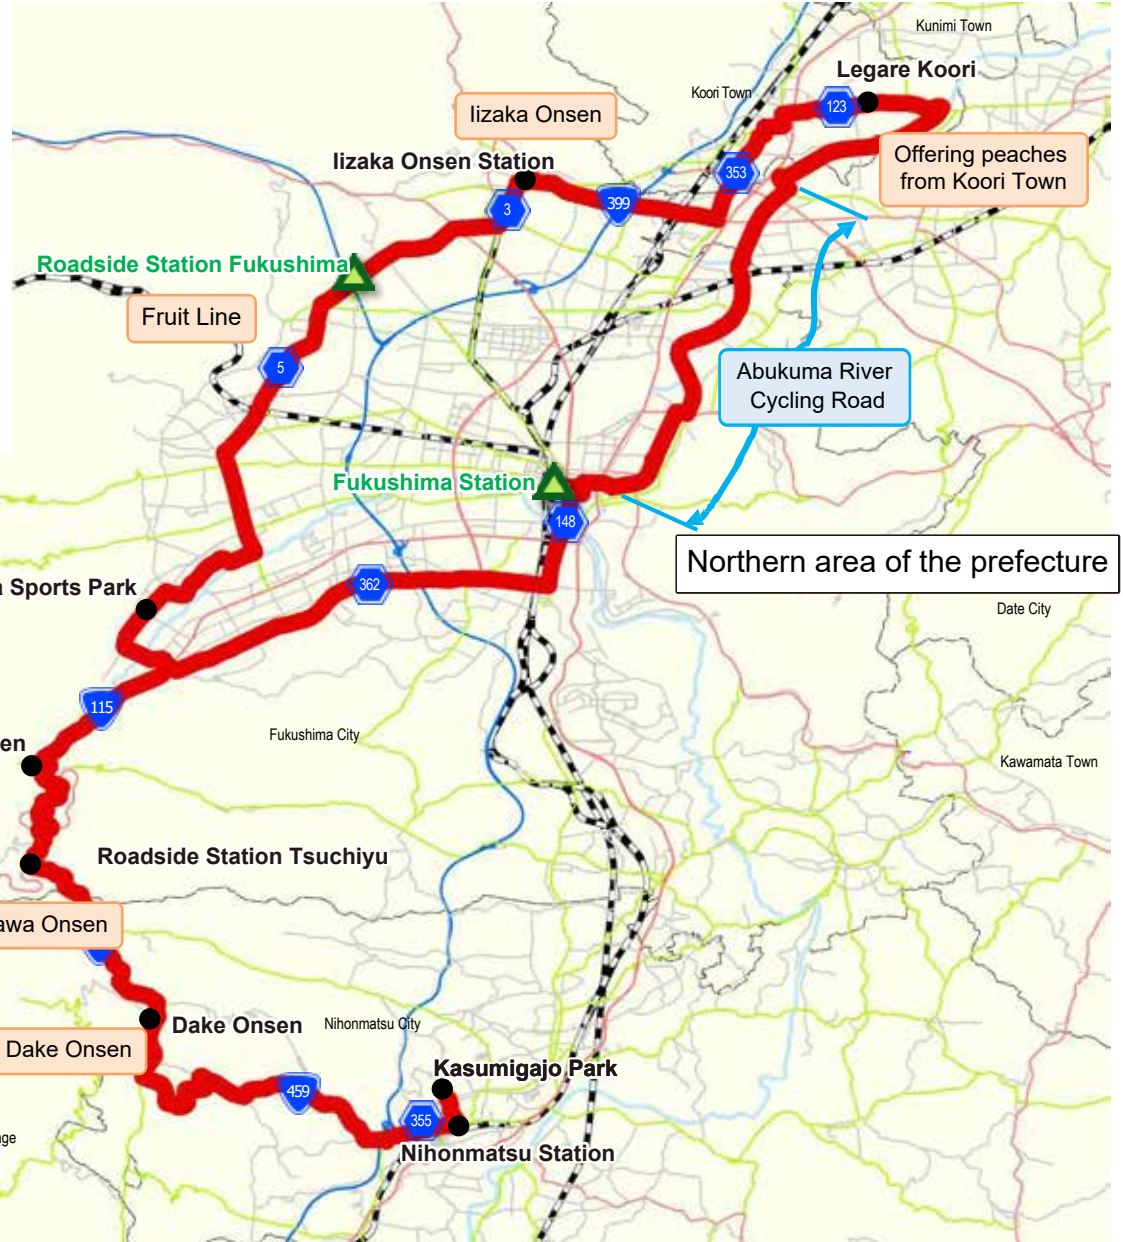 Kunimi Town
Legare Koori
Koori Town
123
Iizaka Onsen
Iizaka Onsen Station
Offering peaches
from Koori Town
353
399
3
Roadside Station Fukushima
Fruit Line
5
Abukuma River
Cycling Road
Fukushima Station
148
Northern area of the prefecture
362
a Sports Park
Date City
115
Fukushima City
en
Kawamata Town
Roadside Station Tsuchiyu
awa Onsen
Dake Onsen
Nihonmatsu City
Dake Onsen
Kasumigajo Park
459
355
Nihonmatsu Station
ge